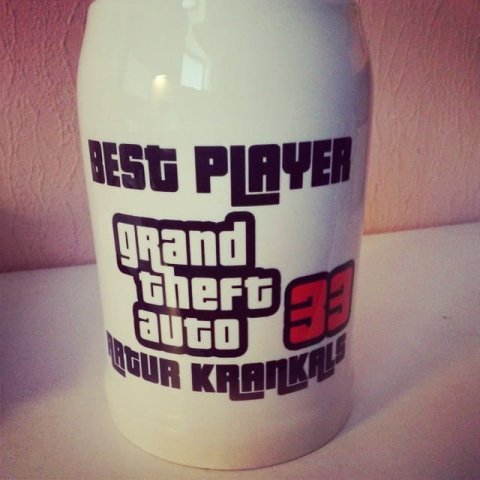 BEST PLAYER
grand
theft
auto 33
ARTUR KRANKALS